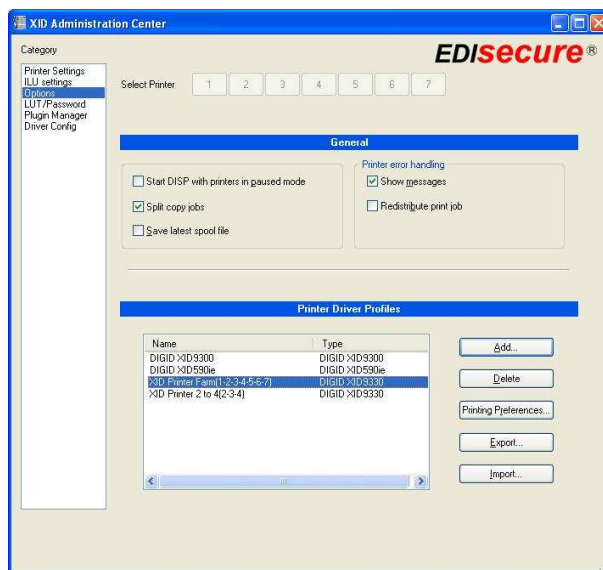 XID Administration Center
Category
EDIsecure®
Printer Settings
ILU settings
Options
LUT/Password
Plugin Manager
Driver Config
Select Printer 1 2 3 4 5 6 7
General
Start DISP with printers in paused mode
Split copy jobs
Save latest spool file
Printer error handling
Show messages
Redistribute print job
Printer Driver Profiles
Name Type
DIGID XID9300 DIGID XID9300
DIGID XID590ie DIGID XID590ie
XID Printer Farm(1-2-3-4-5-6-7) DIGID XID9330
XID Printer 2 to 4(2-3-4) DIGID XID9330
Add...
Delete
Printing Preferences...
Export...
Import...